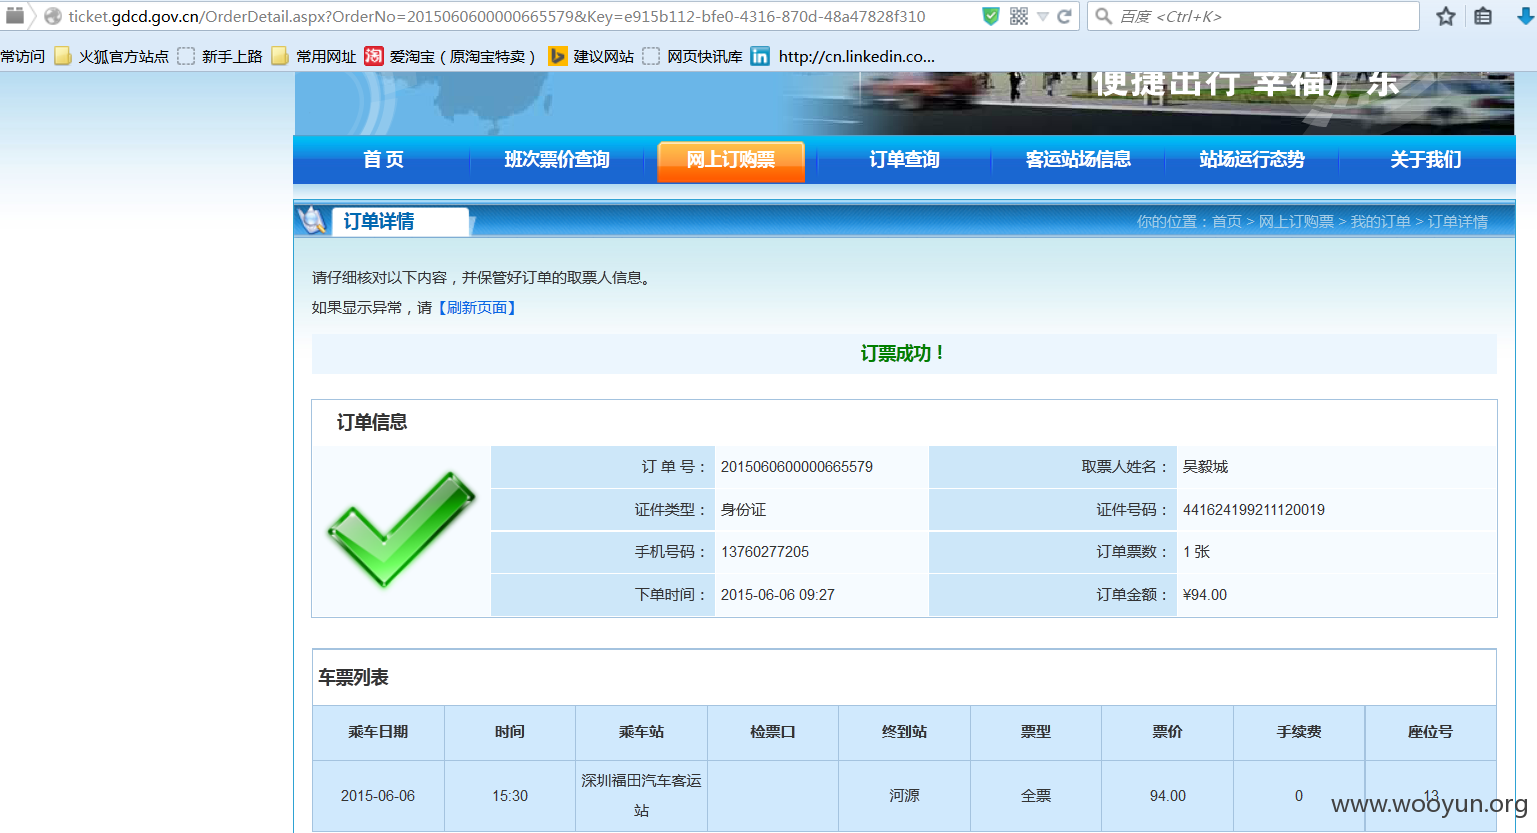 ticket.gdcd.gov.cn/OrderDetail.aspx?OrderNo=2015060600000665579&Key=e915b112-bfe0-4316-870d-48a47828f310
百度 <Ctrl+K>
常访问 火狐官方站点 新手上路 常用网址 淘 爱淘宝（原淘宝特卖） 建议网站 网页快讯库 in http://cn.linkedin.co...
便捷出行 幸福广东
首 页 班次票价查询 网上订购票 订单查询 客运站场信息 站场运行态势 关于我们
订单详情 你的位置：首页 > 网上订购票 > 我的订单 > 订单详情
请仔细核对以下内容，并保管好订单的取票人信息。
如果显示异常，请【刷新页面】
订票成功！
订单信息
订 单 号： 2015060600000665579 取票人姓名： 吴毅城
证件类型： 身份证 证件号码： 441624199211120019
手机号码： 13760277205 订单票数： 1 张
下单时间： 2015-06-06 09:27 订单金额： ¥94.00
车票列表
乘车日期 时间 乘车站 检票口 终到站 票型 票价 手续费 座位号
2015-06-06 15:30 深圳福田汽车客运站 河源 全票 94.00 0 13
www.wooyun.org